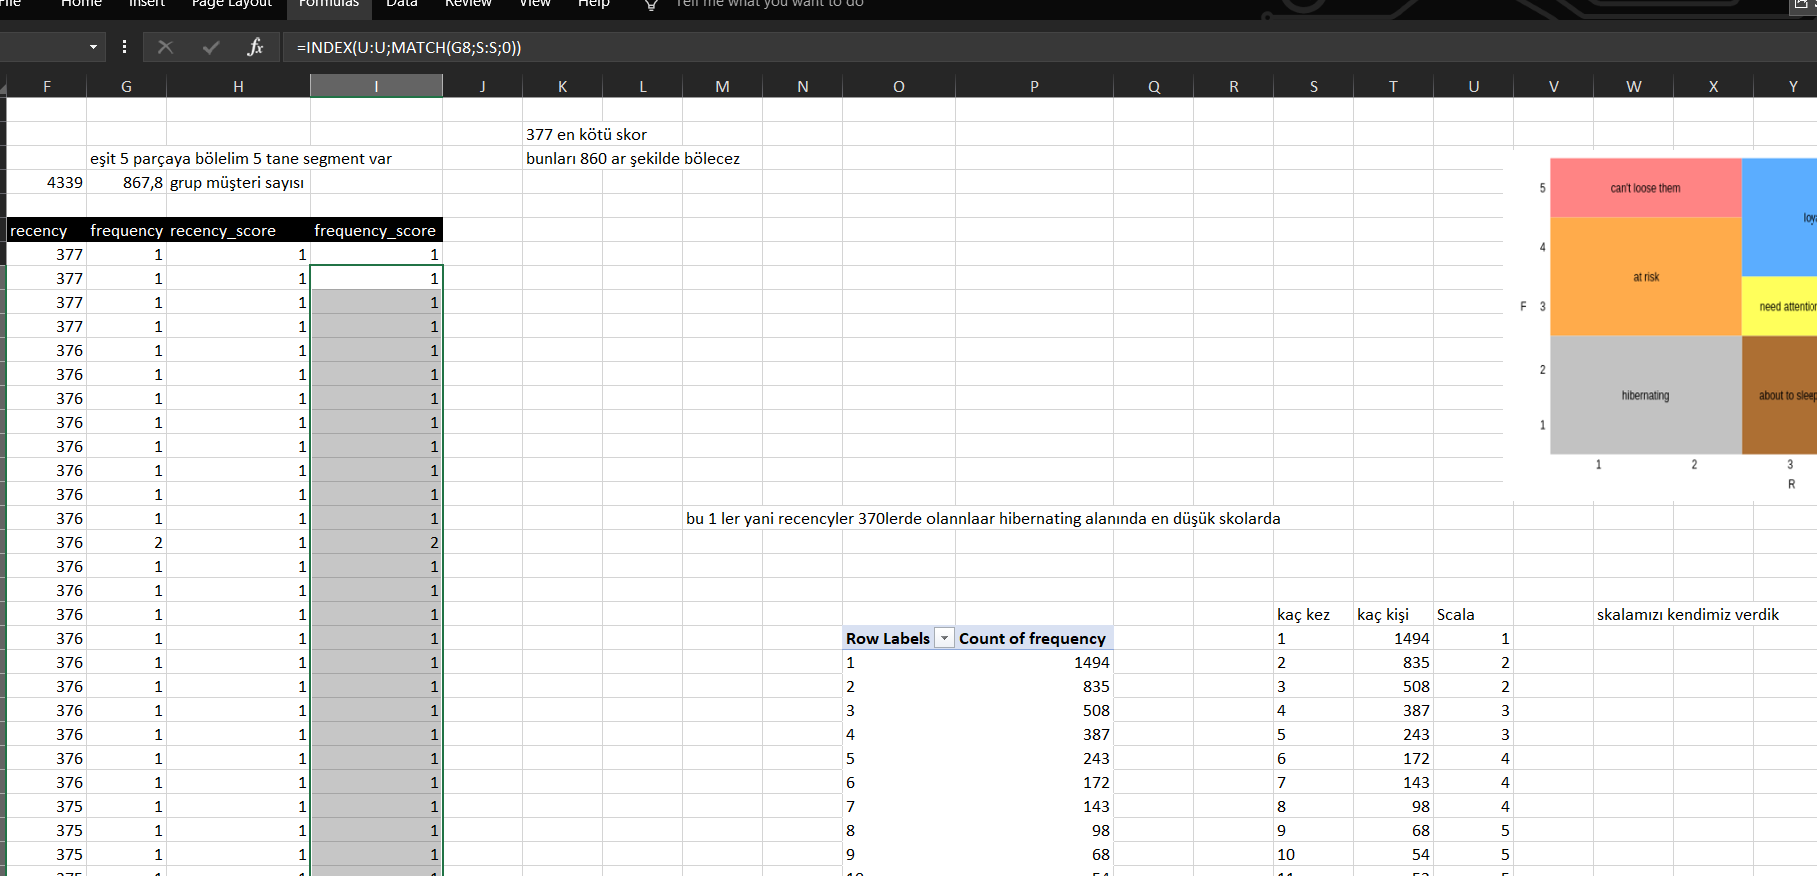 File Home Insert Page Layout Formulas Data Review View Help Tell me what you want to do
fx =INDEX(U:U;MATCH(G8;S:S;0))
F G H I J K L M N O P Q R S T U V W X Y
377 en kötü skor
eşit 5 parçaya bölelim 5 tane segment var bunları 860 ar şekilde bölecez
4339 867,8 grup müşteri sayısı
recency frequency recency_score frequency_score
377 1 1 1
377 1 1 1
377 1 1 1
377 1 1 1
376 1 1 1
376 1 1 1
376 1 1 1
376 1 1 1
376 1 1 1
376 1 1 1
376 1 1 1
376 1 1 1
376 2 1 2
376 1 1 1
376 1 1 1
376 1 1 1
376 1 1 1
376 1 1 1
376 1 1 1
376 1 1 1
376 1 1 1
376 1 1 1
376 1 1 1
375 1 1 1
375 1 1 1
375 1 1 1
bu 1 ler yani recencyler 370lerde olannlaar hibernating alanında en düşük skolarda
Row Labels Count of frequency
1 1494
2 835
3 508
4 387
5 243
6 172
7 143
8 98
9 68
kaç kez kaç kişi Scala
1 1494 1
2 835 2
3 508 2
4 387 3
5 243 3
6 172 4
7 143 4
8 98 4
9 68 5
10 54 5
skalamızı kendimiz verdik
5 can't loose them
loy
4
at risk
F 3 need attention
2
hibernating about to sleep
1
1 2 3
R